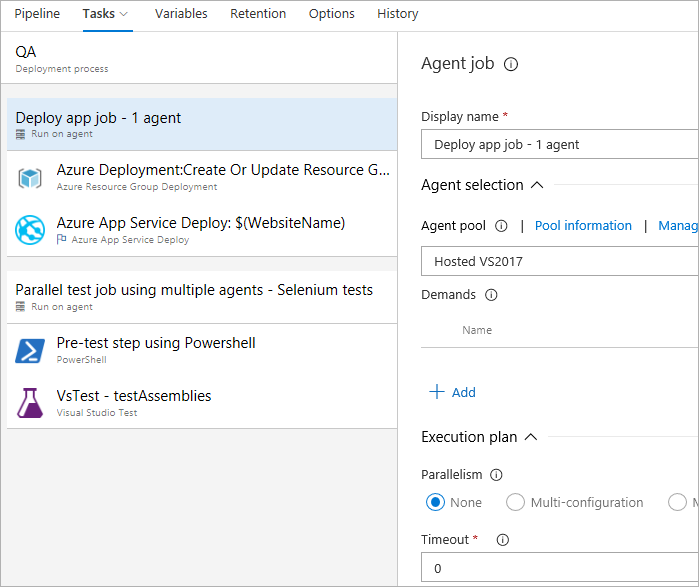 Pipeline Tasks Variables Retention Options History
QA
Deployment process
Deploy app job - 1 agent
Run on agent
Azure Deployment:Create Or Update Resource G...
Azure Resource Group Deployment
Azure App Service Deploy: $(WebsiteName)
Azure App Service Deploy
Parallel test job using multiple agents - Selenium tests
Run on agent
Pre-test step using Powershell
PowerShell
VsTest - testAssemblies
Visual Studio Test
Agent job
Display name *
Deploy app job - 1 agent
Agent selection
Agent pool | Pool information | Manag
Hosted VS2017
Demands
Name
Add
Execution plan
Parallelism
None Multi-configuration M
Timeout *
0